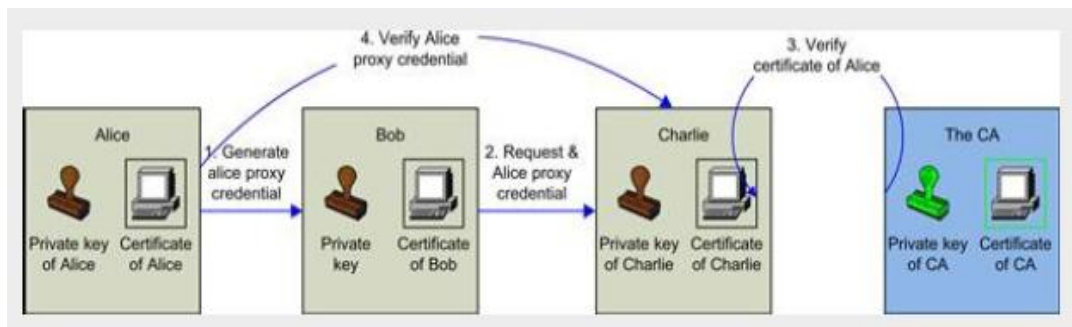 4. Verify Alice
proxy credential
3. Verify
certificate of Alice
Alice
Bob
Charlie
The CA
1. Generate
alice proxy
credential
2. Request &
Alice proxy
credential
Private key
of Alice
Certificate
of Alice
Private
key
Certificate
of Bob
Private key
of Charlie
Certificate
of Charlie
Private key
of CA
Certificate
of CA